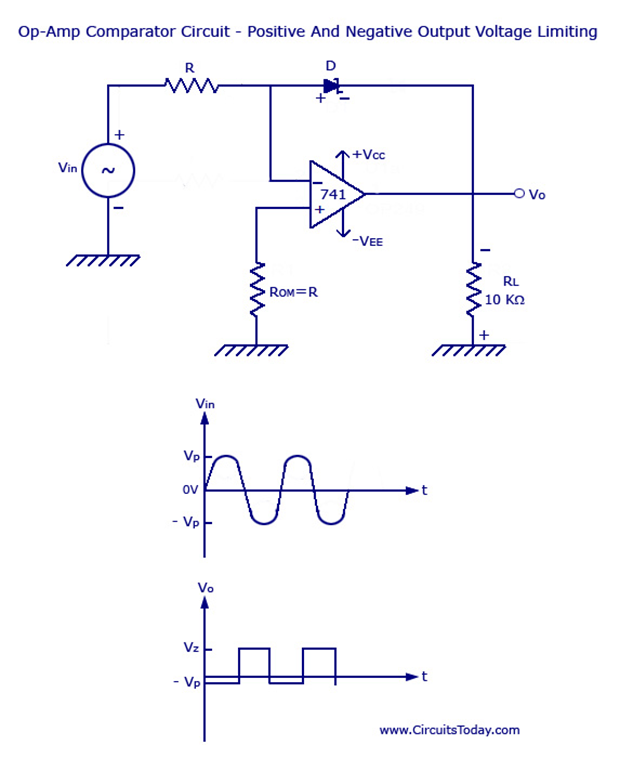 Op-Amp Comparator Circuit - Positive And Negative Output Voltage Limiting
R
D
+ −
+
Vin
~
−
+Vcc
−
741
+
Vo
-VEE
−
ROM=R
RL
10 KΩ
+
Vin
Vp
0V
t
- Vp
Vo
Vz
- Vp
t
www.CircuitsToday.com